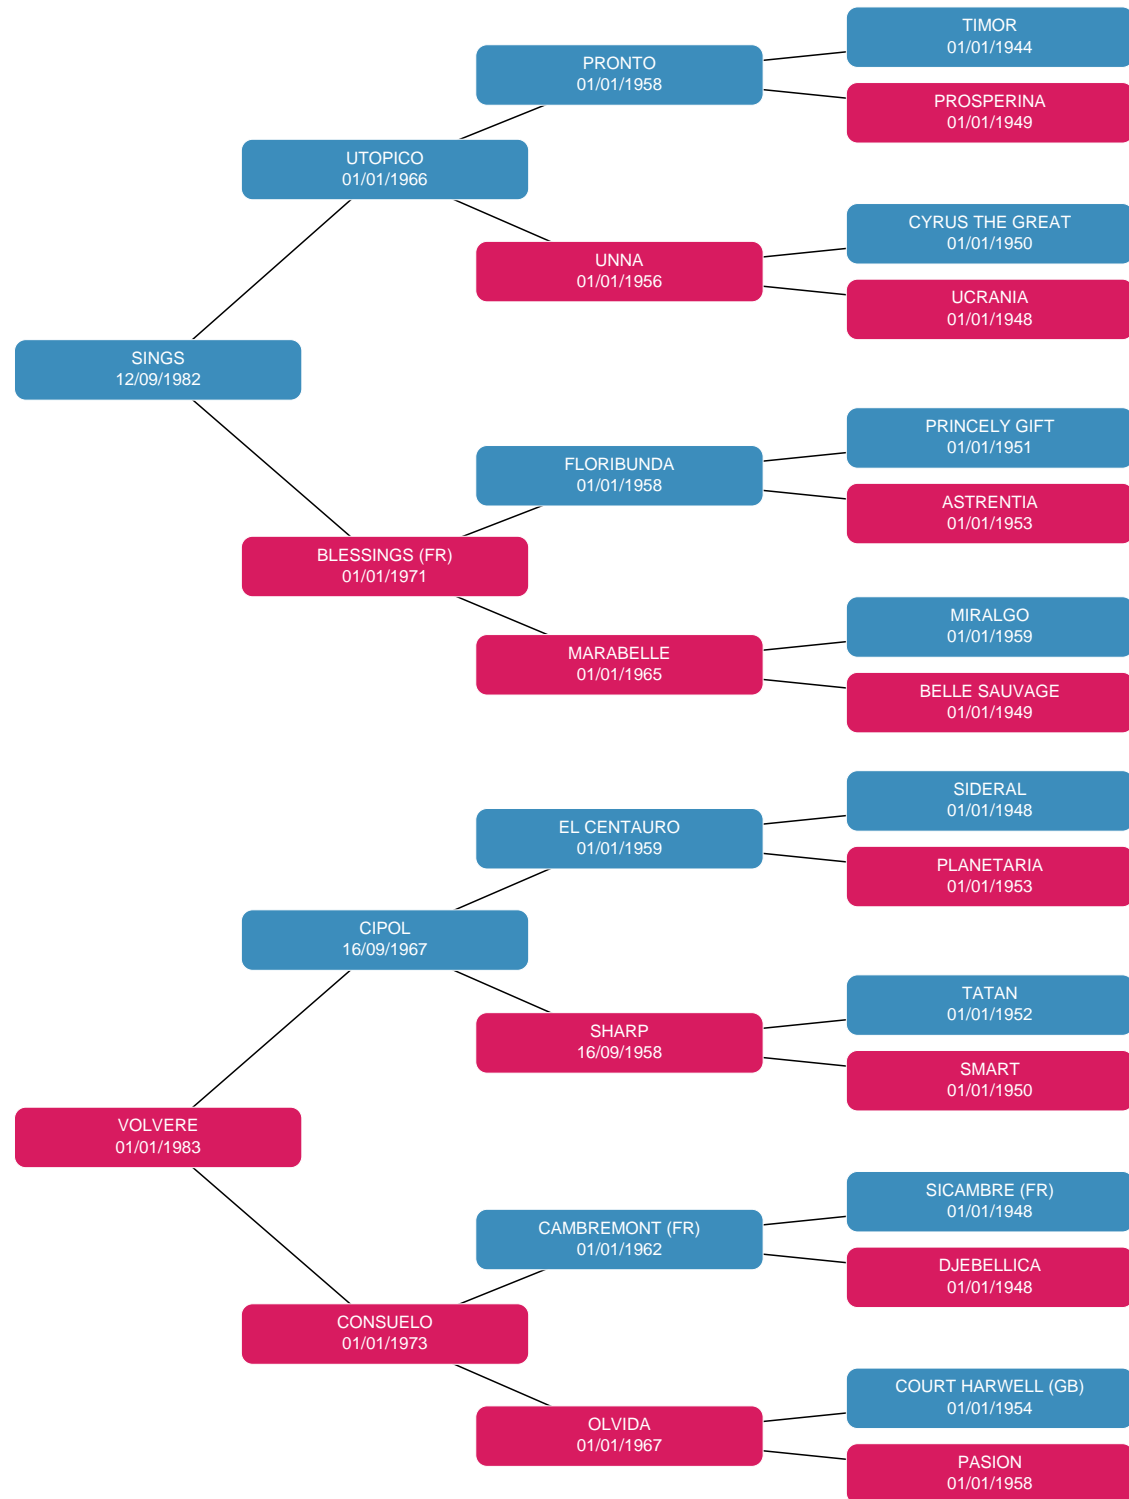 TIMOR
01/01/1944
PRONTO
01/01/1958
PROSPERINA
01/01/1949
UTOPICO
01/01/1966
CYRUS THE GREAT
01/01/1950
UNNA
01/01/1956
UCRANIA
01/01/1948
SINGS
12/09/1982
PRINCELY GIFT
01/01/1951
FLORIBUNDA
01/01/1958
ASTRENTIA
01/01/1953
BLESSINGS (FR)
01/01/1971
MIRALGO
01/01/1959
MARABELLE
01/01/1965
BELLE SAUVAGE
01/01/1949
SIDERAL
01/01/1948
EL CENTAURO
01/01/1959
PLANETARIA
01/01/1953
CIPOL
16/09/1967
TATAN
01/01/1952
SHARP
16/09/1958
SMART
01/01/1950
VOLVERE
01/01/1983
SICAMBRE (FR)
01/01/1948
CAMBREMONT (FR)
01/01/1962
DJEBELLICA
01/01/1948
CONSUELO
01/01/1973
COURT HARWELL (GB)
01/01/1954
OLVIDA
01/01/1967
PASION
01/01/1958